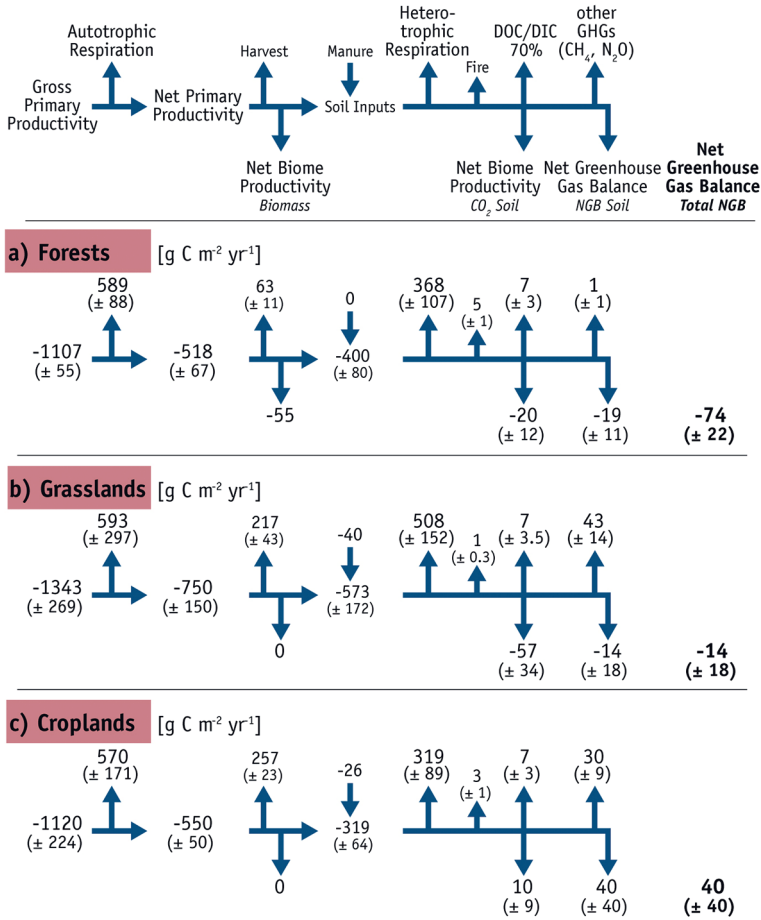 Autotrophic
Respiration
Harvest
Manure
Hetero-
trophic
Respiration
Fire
DOC/DIC
70%
other
GHGs
(CH4, N2O)
Gross
Primary
Productivity
Net Primary
Productivity
Soil Inputs
Net Biome
Productivity
Biomass
Net Biome
Productivity
CO2 Soil
Net Greenhouse
Gas Balance
NGB Soil
Net
Greenhouse
Gas Balance
Total NGB
a) Forests [g C m-2 yr-1]
589
(± 88)
63
(± 11)
0
368
(± 107)
5
(± 1)
7
(± 3)
1
(± 1)
-1107
(± 55)
-518
(± 67)
-400
(± 80)
-55
-20
(± 12)
-19
(± 11)
-74
(± 22)
b) Grasslands [g C m-2 yr-1]
593
(± 297)
217
(± 43)
-40
508
(± 152)
1
(± 0.3)
7
(± 3.5)
43
(± 14)
-1343
(± 269)
-750
(± 150)
-573
(± 172)
0
-57
(± 34)
-14
(± 18)
-14
(± 18)
c) Croplands [g C m-2 yr-1]
570
(± 171)
257
(± 23)
-26
319
(± 89)
3
(± 1)
7
(± 3)
30
(± 9)
-1120
(± 224)
-550
(± 50)
-319
(± 64)
0
10
(± 9)
40
(± 40)
40
(± 40)